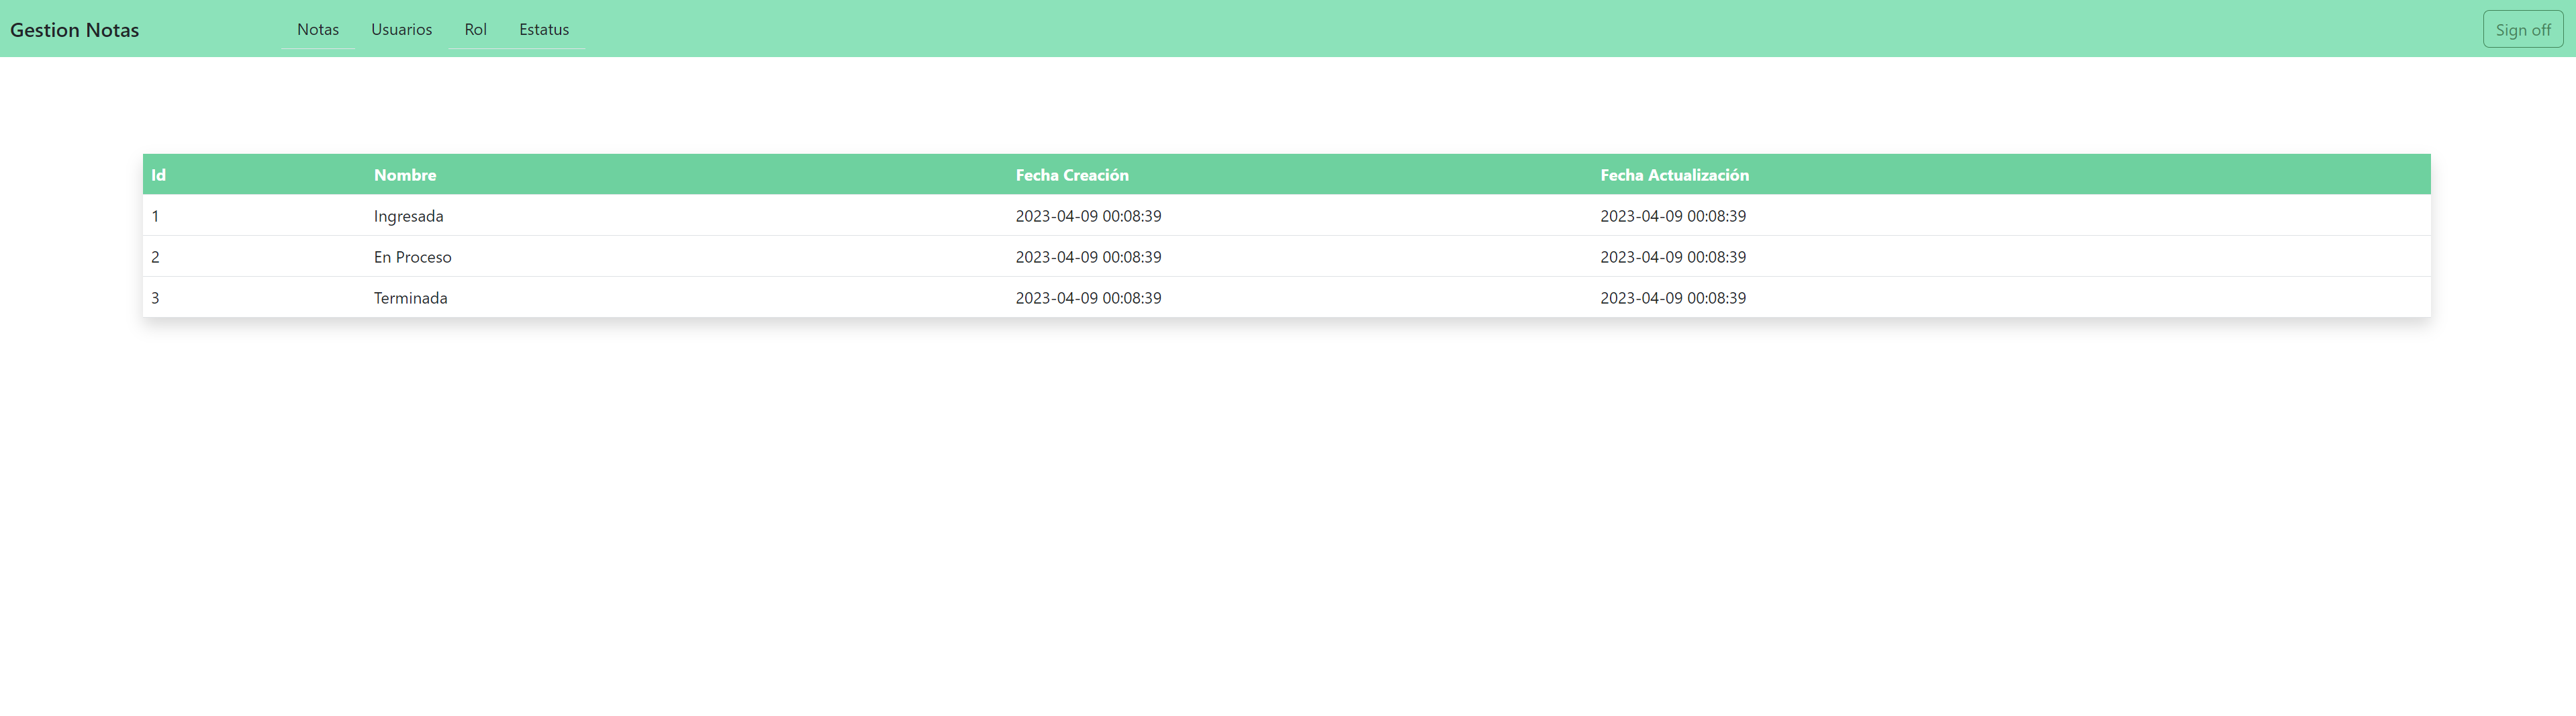 Gestion Notas Notas Usuarios Rol Estatus Sign off
Id Nombre Fecha Creación Fecha Actualización
1 Ingresada 2023-04-09 00:08:39 2023-04-09 00:08:39
2 En Proceso 2023-04-09 00:08:39 2023-04-09 00:08:39
3 Terminada 2023-04-09 00:08:39 2023-04-09 00:08:39